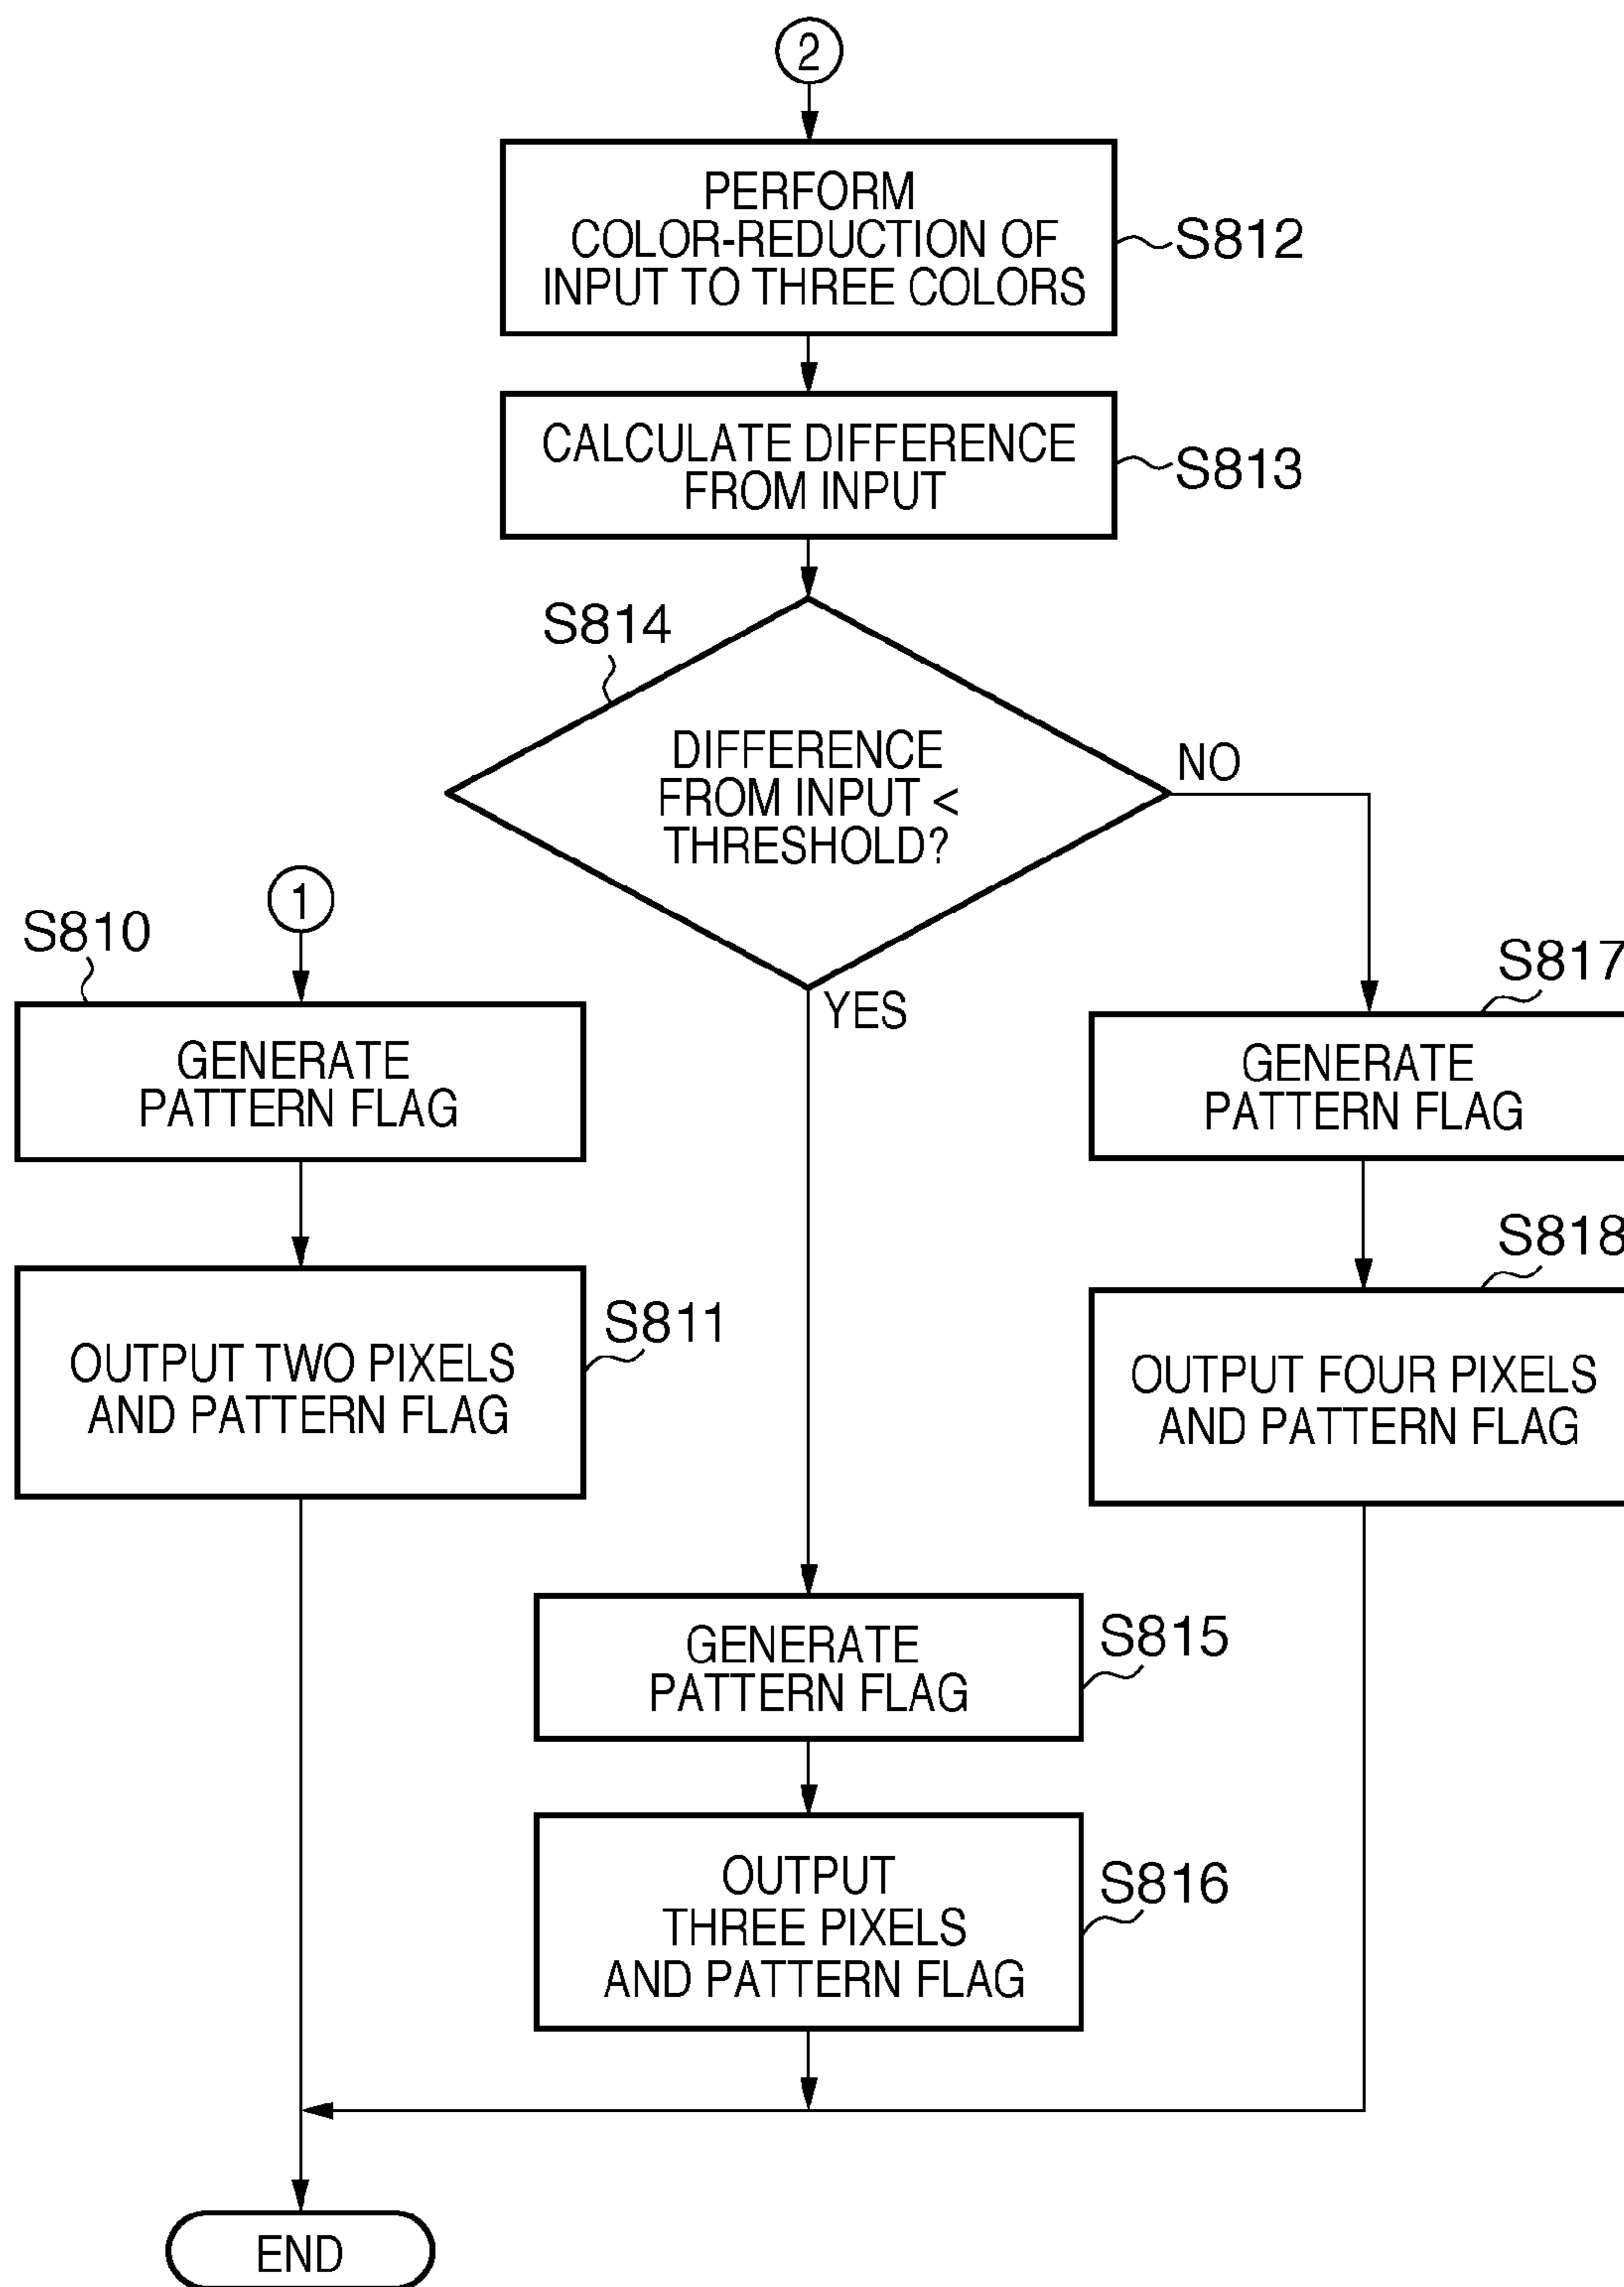 2
PERFORM
COLOR-REDUCTION OF
INPUT TO THREE COLORS
S812
CALCULATE DIFFERENCE
FROM INPUT
S813
S814
DIFFERENCE
FROM INPUT <
THRESHOLD?
NO
YES
1
S810
GENERATE
PATTERN FLAG
S817
GENERATE
PATTERN FLAG
OUTPUT TWO PIXELS
AND PATTERN FLAG
S811
S818
OUTPUT FOUR PIXELS
AND PATTERN FLAG
GENERATE
PATTERN FLAG
S815
OUTPUT
THREE PIXELS
AND PATTERN FLAG
S816
END